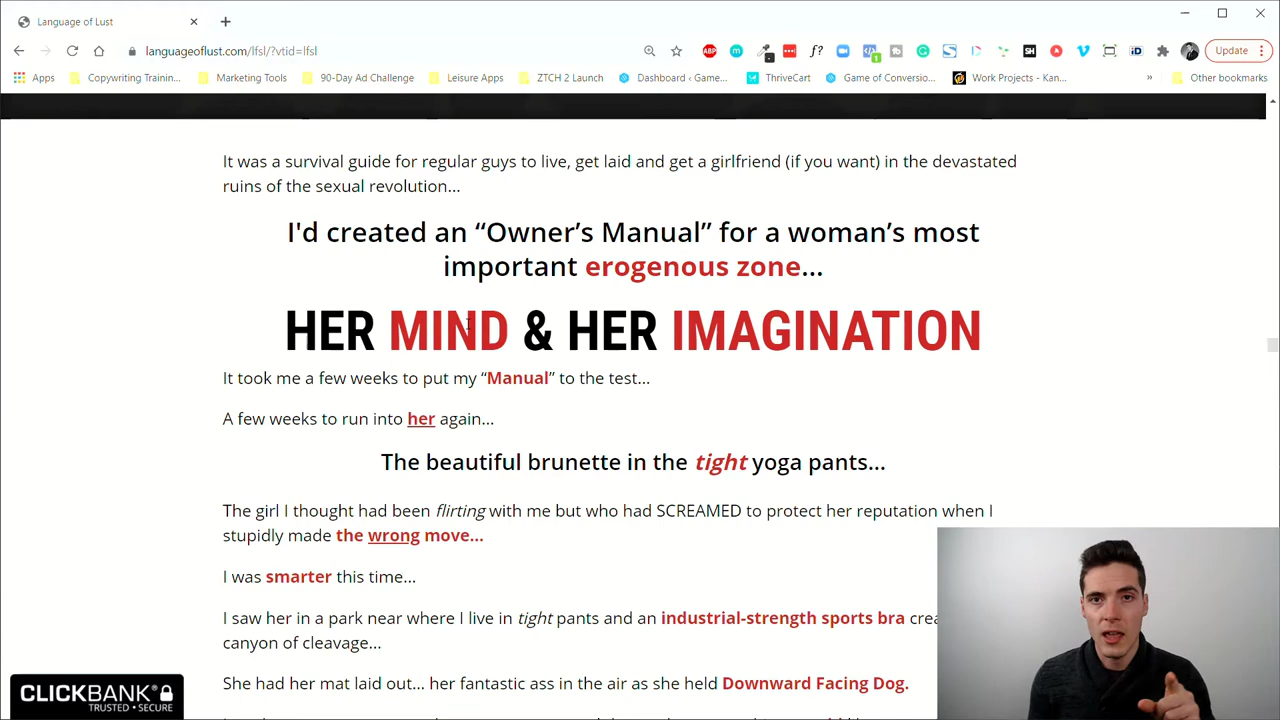 Language of Lust
languageoflust.com/lfsl/?vtid=lfsl
Update
Apps
Copywriting Trainin...
Marketing Tools
90-Day Ad Challenge
Leisure Apps
ZTCH 2 Launch
Dashboard ‹ Game...
ThriveCart
Game of Conversio...
Work Projects - Kan...
»
Other bookmarks
It was a survival guide for regular guys to live, get laid and get a girlfriend (if you want) in the devastated
ruins of the sexual revolution...
I'd created an “Owner’s Manual” for a woman’s most
important erogenous zone...
HER MIND & HER IMAGINATION
It took me a few weeks to put my “Manual” to the test...
A few weeks to run into her again...
The beautiful brunette in the tight yoga pants...
The girl I thought had been flirting with me but who had SCREAMED to protect her reputation when I
stupidly made the wrong move...
I was smarter this time...
I saw her in a park near where I live in tight pants and an industrial-strength sports bra crea
canyon of cleavage...
She had her mat laid out... her fantastic ass in the air as she held Downward Facing Dog.
CLICKBANK®
TRUSTED • SECURE